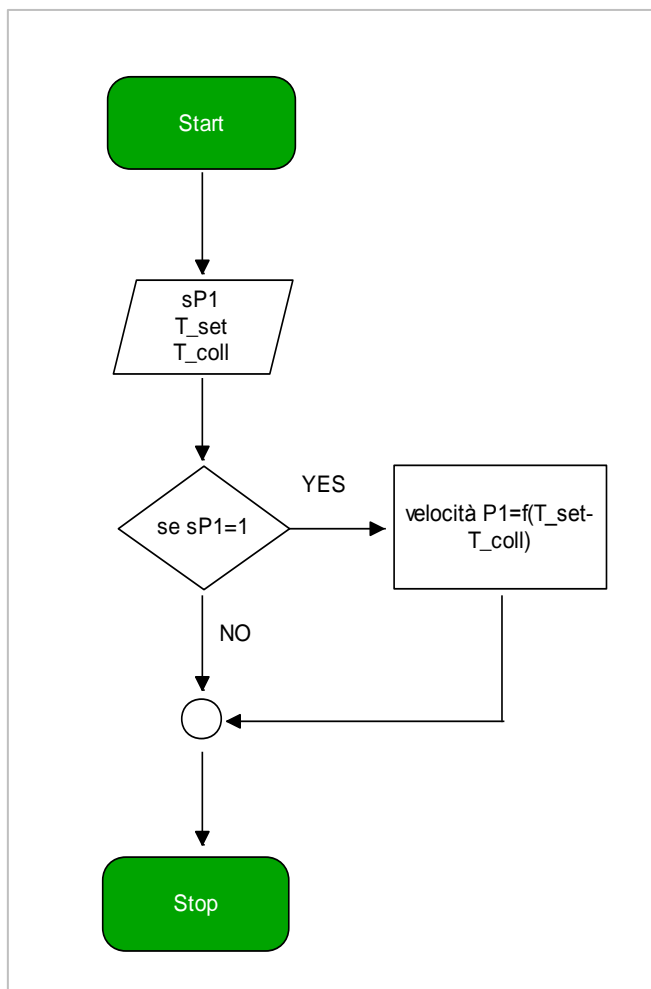 Start
sP1
T_set
T_coll
se sP1=1
YES
velocità P1=f(T_set-
T_coll)
NO
Stop